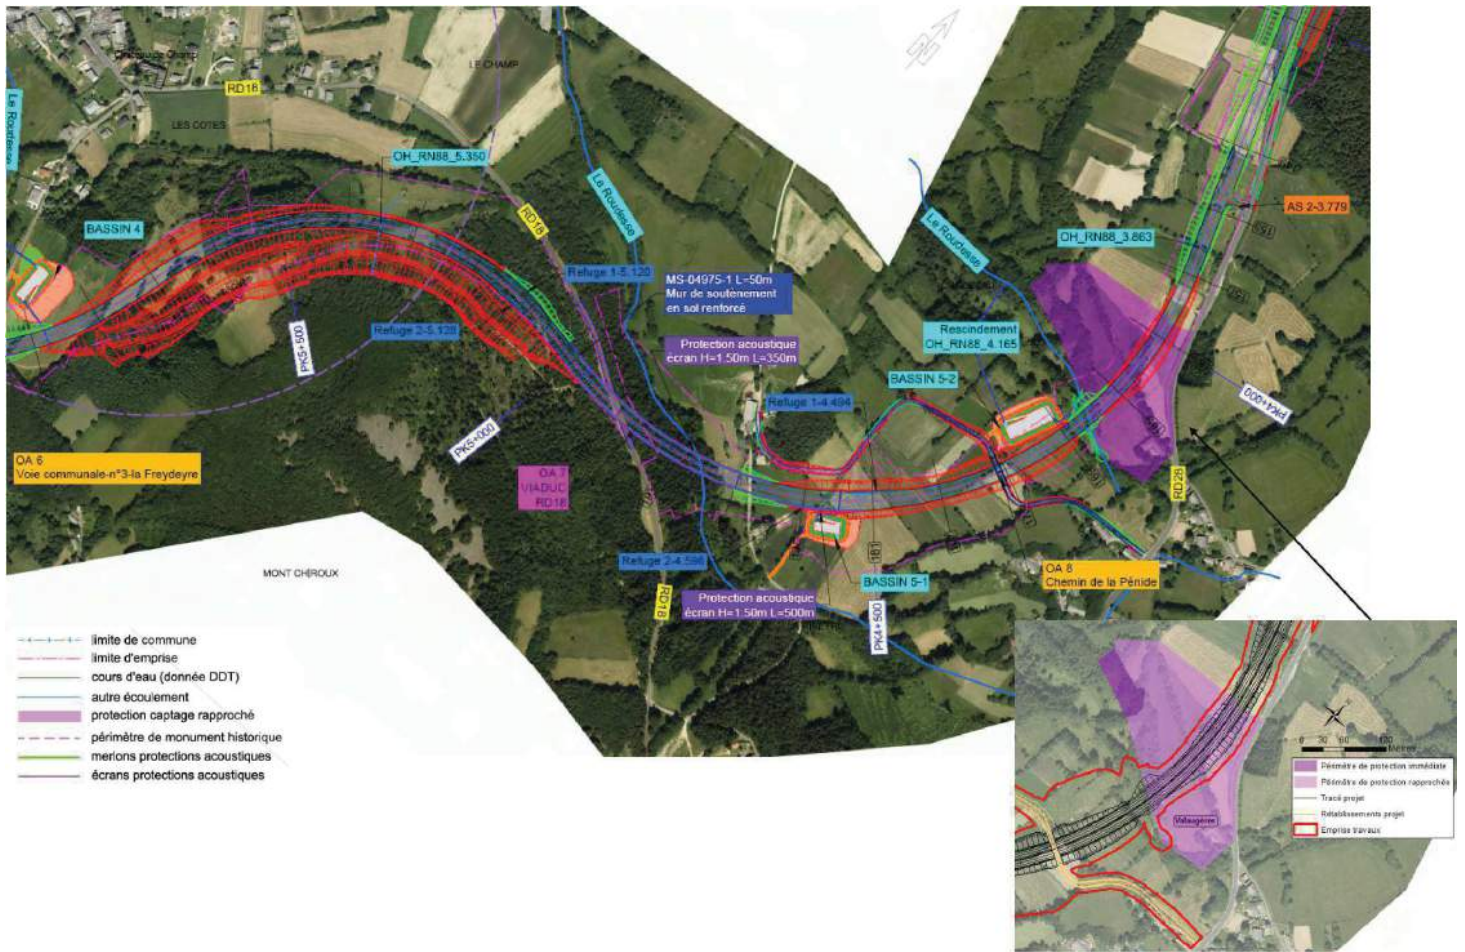 RD18
LE CHAMP
LES COTES
Le Roudesse
OH_RN88_5.350
BASSIN 4
Le Roudesse
RD18
Refuge 1-5.120
MS-04975-1 L=50m
Mur de soutènement
en sol renforcé
Refuge 2-5.128
PK5+500
Protection acoustique
écran H=1.50m L=350m
Le Roudesse
OH_RN88_3.863
AS 2-3.779
Rescindement
OH_RN88_4.165
BASSIN 5-2
Refuge 1-4.494
PK4+000
PK5+000
OA 6
Voie communale-n°3-la Freydeyre
OA 7
VIADUC
RD18
RD28
181
MONT CHIROUX
Refuge 2-4.586
BASSIN 5-1
OA 8
Chemin de la Pénide
Protection acoustique
écran H=1.50m L=500m
RD18
PK4+500
limite de commune
limite d'emprise
cours d'eau (donnée DDT)
autre écoulement
protection captage rapproché
périmètre de monument historique
merlons protections acoustiques
écrans protections acoustiques
0 30 60 120
Mètres
Périmètre de protection immédiate
Périmètre de protection rapprochée
Tracé projet
Rétablissements projet
Emprise travaux